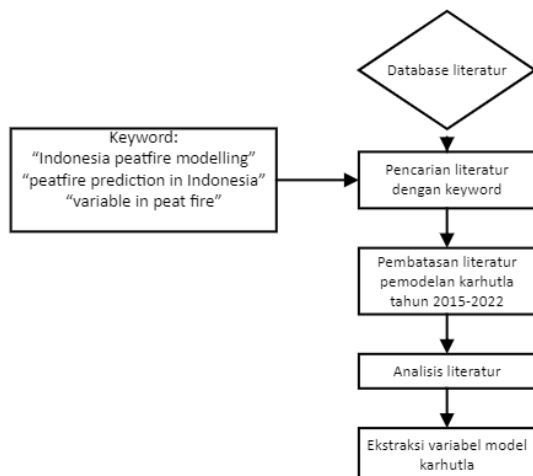 Database literatur
Keyword:
“Indonesia peatfire modelling”
“peatfire prediction in Indonesia”
“variable in peat fire”
Pencarian literatur
dengan keyword
Pembatasan literatur
pemodelan karhutla
tahun 2015-2022
Analisis literatur
Ekstraksi variabel model
karhutla